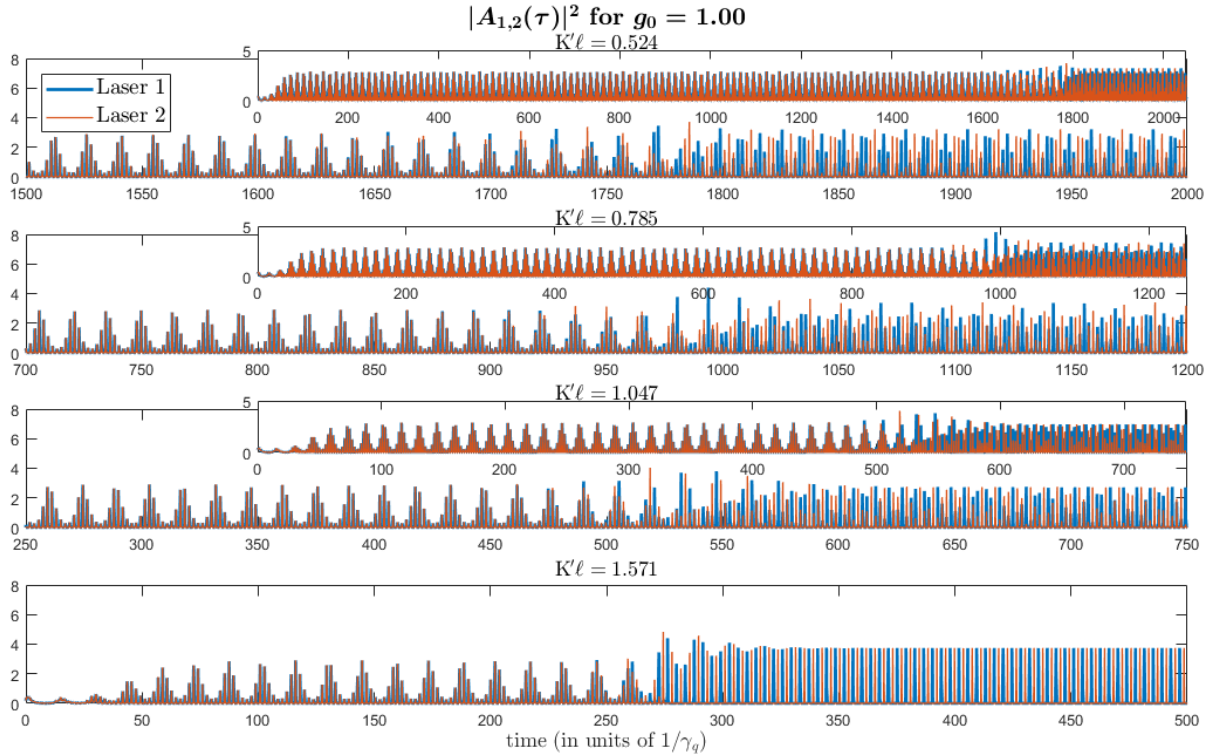 |A₁,₂(τ)|² for g₀ = 1.00
K′ℓ = 0.524
5
0
0 200 400 600 800 1000 1200 1400 1600 1800 2000
8
6
4
2
0
Laser 1
Laser 2
1500 1550 1600 1650 1700 1750 1800 1850 1900 1950 2000
K′ℓ = 0.785
5
0
0 200 400 600 800 1000 1200
8
6
4
2
0
700 750 800 850 900 950 1000 1050 1100 1150 1200
K′ℓ = 1.047
5
0
0 100 200 300 400 500 600 700
8
6
4
2
0
250 300 350 400 450 500 550 600 650 700 750
K′ℓ = 1.571
8
6
4
2
0
0 50 100 150 200 250 300 350 400 450 500
time (in units of 1/γ_q)